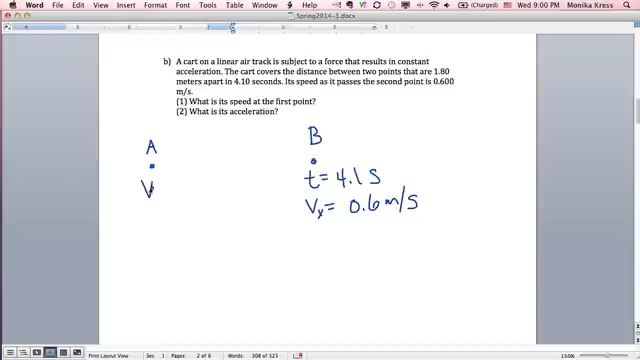 Word File Edit View Insert Format Font Tools Table Window Help
(Charged) Wed 9:00 PM Monika Kress
Spring2014-3.docx
b) A cart on a linear air track is subject to a force that results in constant
acceleration. The cart covers the distance between two points that are 1.80
meters apart in 4.10 seconds. Its speed as it passes the second point is 0.600
m/s.
(1) What is its speed at the first point?
(2) What is its acceleration?
A B
t = 4.1 s
V Vx = 0.6 m/s
Print Layout View Sec 1 Pages: 2 of 6 Words: 308 of 523 150%